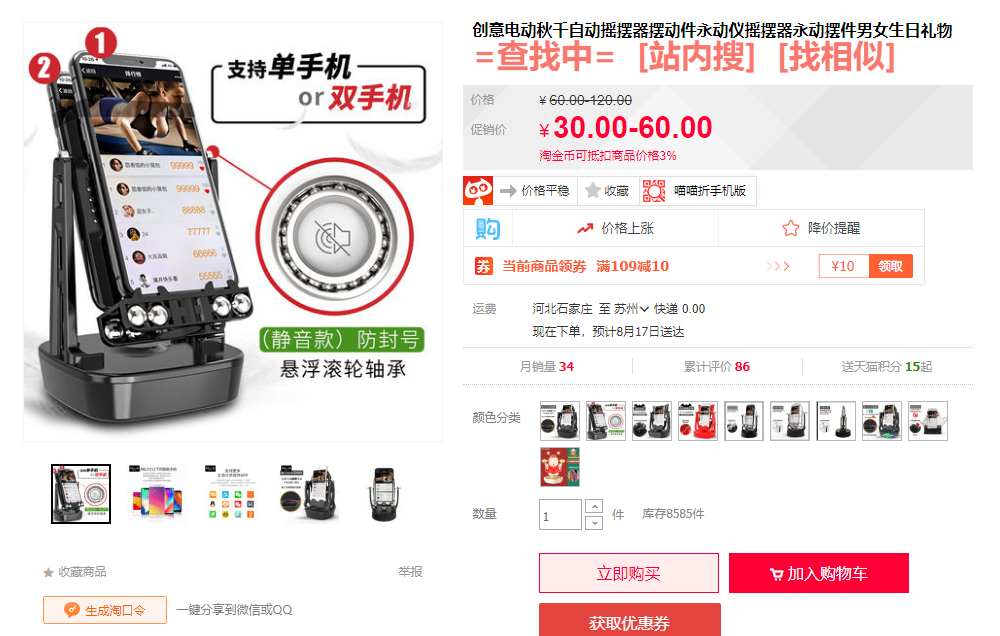 创意电动秋千自动摇摆器摆动件永动仪摇摆器永动摆件男女生日礼物
=查找中= [站内搜] [找相似]
1
2
支持单手机
or 双手机
排行榜
99999
99999
88888
24
77777
66666
55555
(静音款) 防封号
悬浮滚轮轴承
价格
¥ 60.00-120.00
促销价
¥ 30.00-60.00
淘金币可抵扣商品价格3%
价格平稳
收藏
喵喵折手机版
购
价格上涨
降价提醒
券 当前商品领券 满109减10
¥10 领取
运费
河北石家庄 至 苏州 快递 0.00
现在下单，预计8月17日送达
月销量 34
累计评价 86
送天猫积分 15起
颜色分类
数量
1
件
库存8585件
立即购买
加入购物车
获取优惠券
收藏商品
举报
生成淘口令
一键分享到微信或QQ